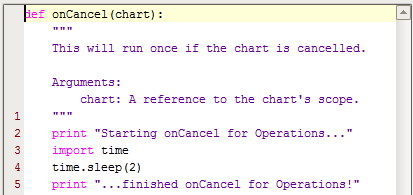 def onCancel(chart):
    """
    This will run once if the chart is cancelled.

    Arguments:
        chart: A reference to the chart's scope.
1    """
2    print "Starting onCancel for Operations..."
3    import time
4    time.sleep(2)
5    print "...finished onCancel for Operations!"